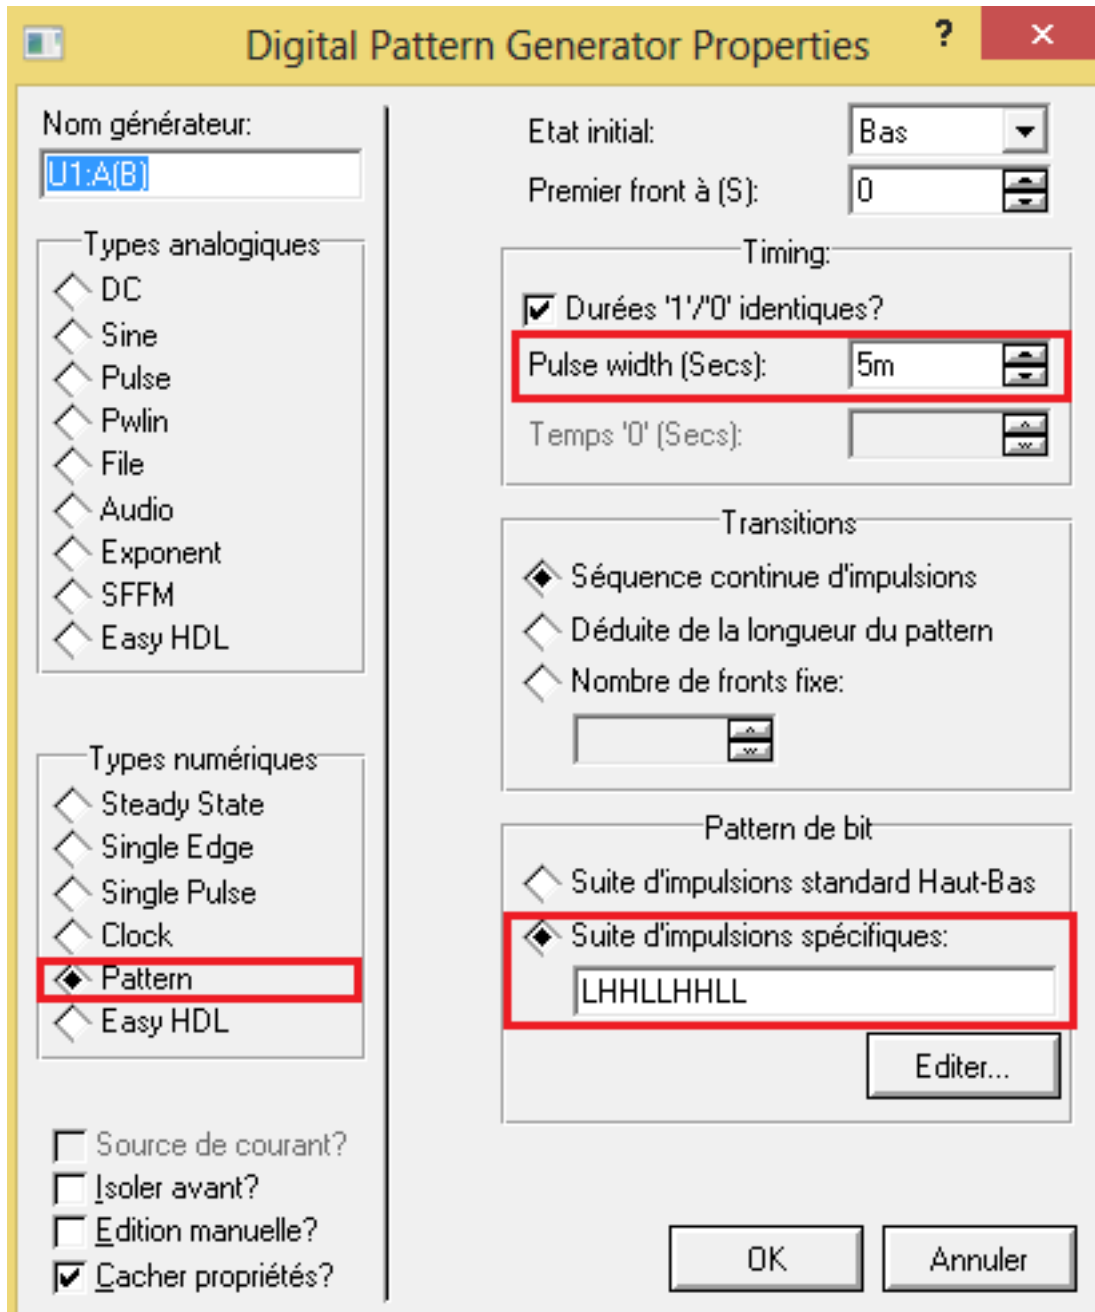 Digital Pattern Generator Properties
?
×
Nom générateur:
U1:A(B)
Types analogiques
DC
Sine
Pulse
Pwlin
File
Audio
Exponent
SFFM
Easy HDL
Types numériques
Steady State
Single Edge
Single Pulse
Clock
Pattern
Easy HDL
Source de courant?
Isoler avant?
Edition manuelle?
Cacher propriétés?
Etat initial:
Bas
Premier front à (S):
0
Timing:
Durées '1'/'0' identiques?
Pulse width (Secs):
5m
Temps '0' (Secs):
Transitions
Séquence continue d'impulsions
Déduite de la longueur du pattern
Nombre de fronts fixe:
Pattern de bit
Suite d'impulsions standard Haut-Bas
Suite d'impulsions spécifiques:
LHHLLHHLL
Editer...
OK
Annuler